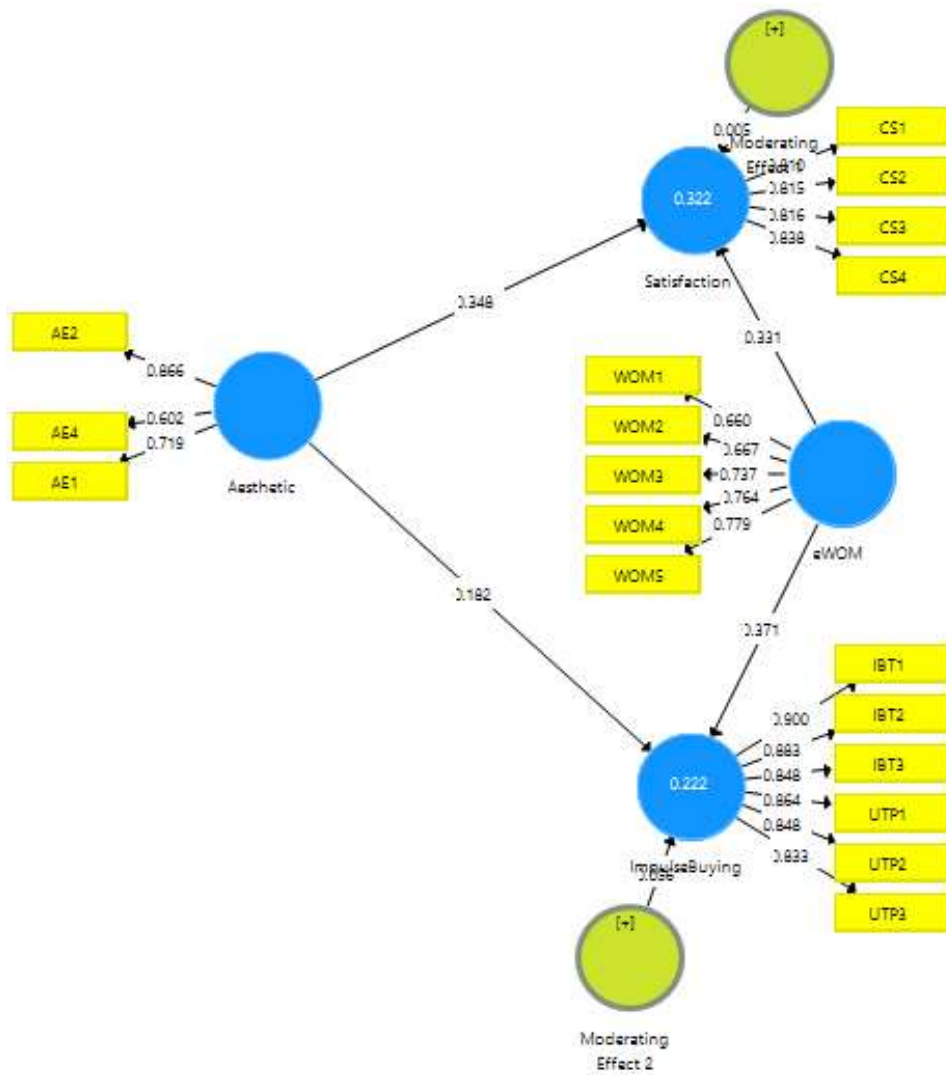 [+]
0.005
Moderating
CS1
CS2
0.815
0.322
0.816
CS3
0.838
CS4
Satisfaction
0.348
0.331
AE2
0.866
AE4
0.602
0.719
AE1
Aesthetic
WOM1
0.660
WOM2
0.667
WOM3
0.737
0.764
WOM4
0.779
WOM5
eWOM
0.182
0.371
IBT1
0.900
IBT2
0.883
IBT3
0.848
0.222
0.864
UTP1
0.848
UTP2
0.833
UTP3
ImpulseBuying
[+]
Moderating
Effect 2